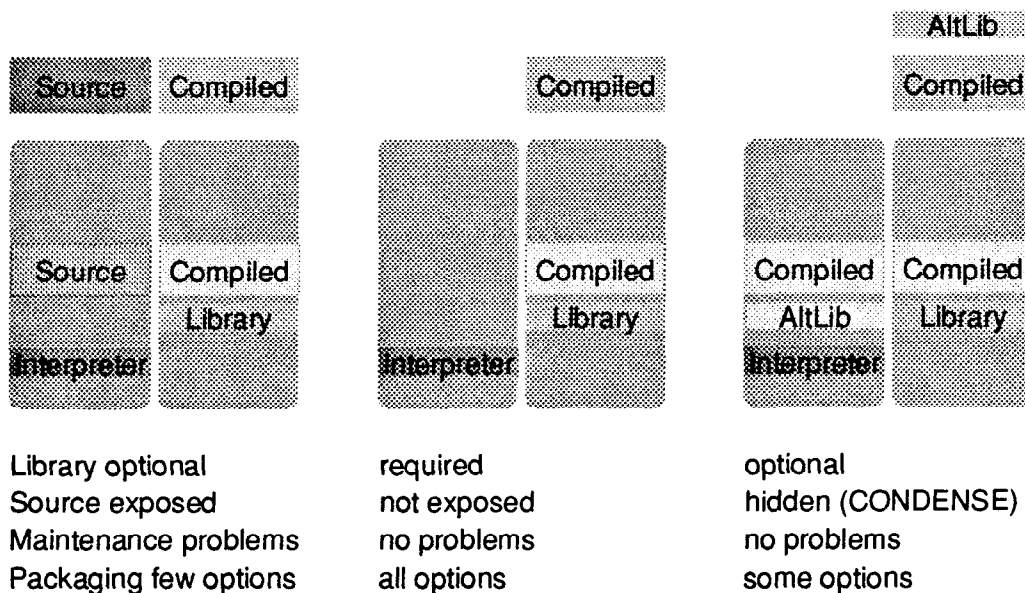 AltLib
Source Compiled Compiled Compiled
Source Compiled Compiled Compiled Compiled
Library Library AltLib Library
Interpreter Interpreter Interpreter
Library optional required optional
Source exposed not exposed hidden (CONDENSE)
Maintenance problems no problems no problems
Packaging few options all options some options